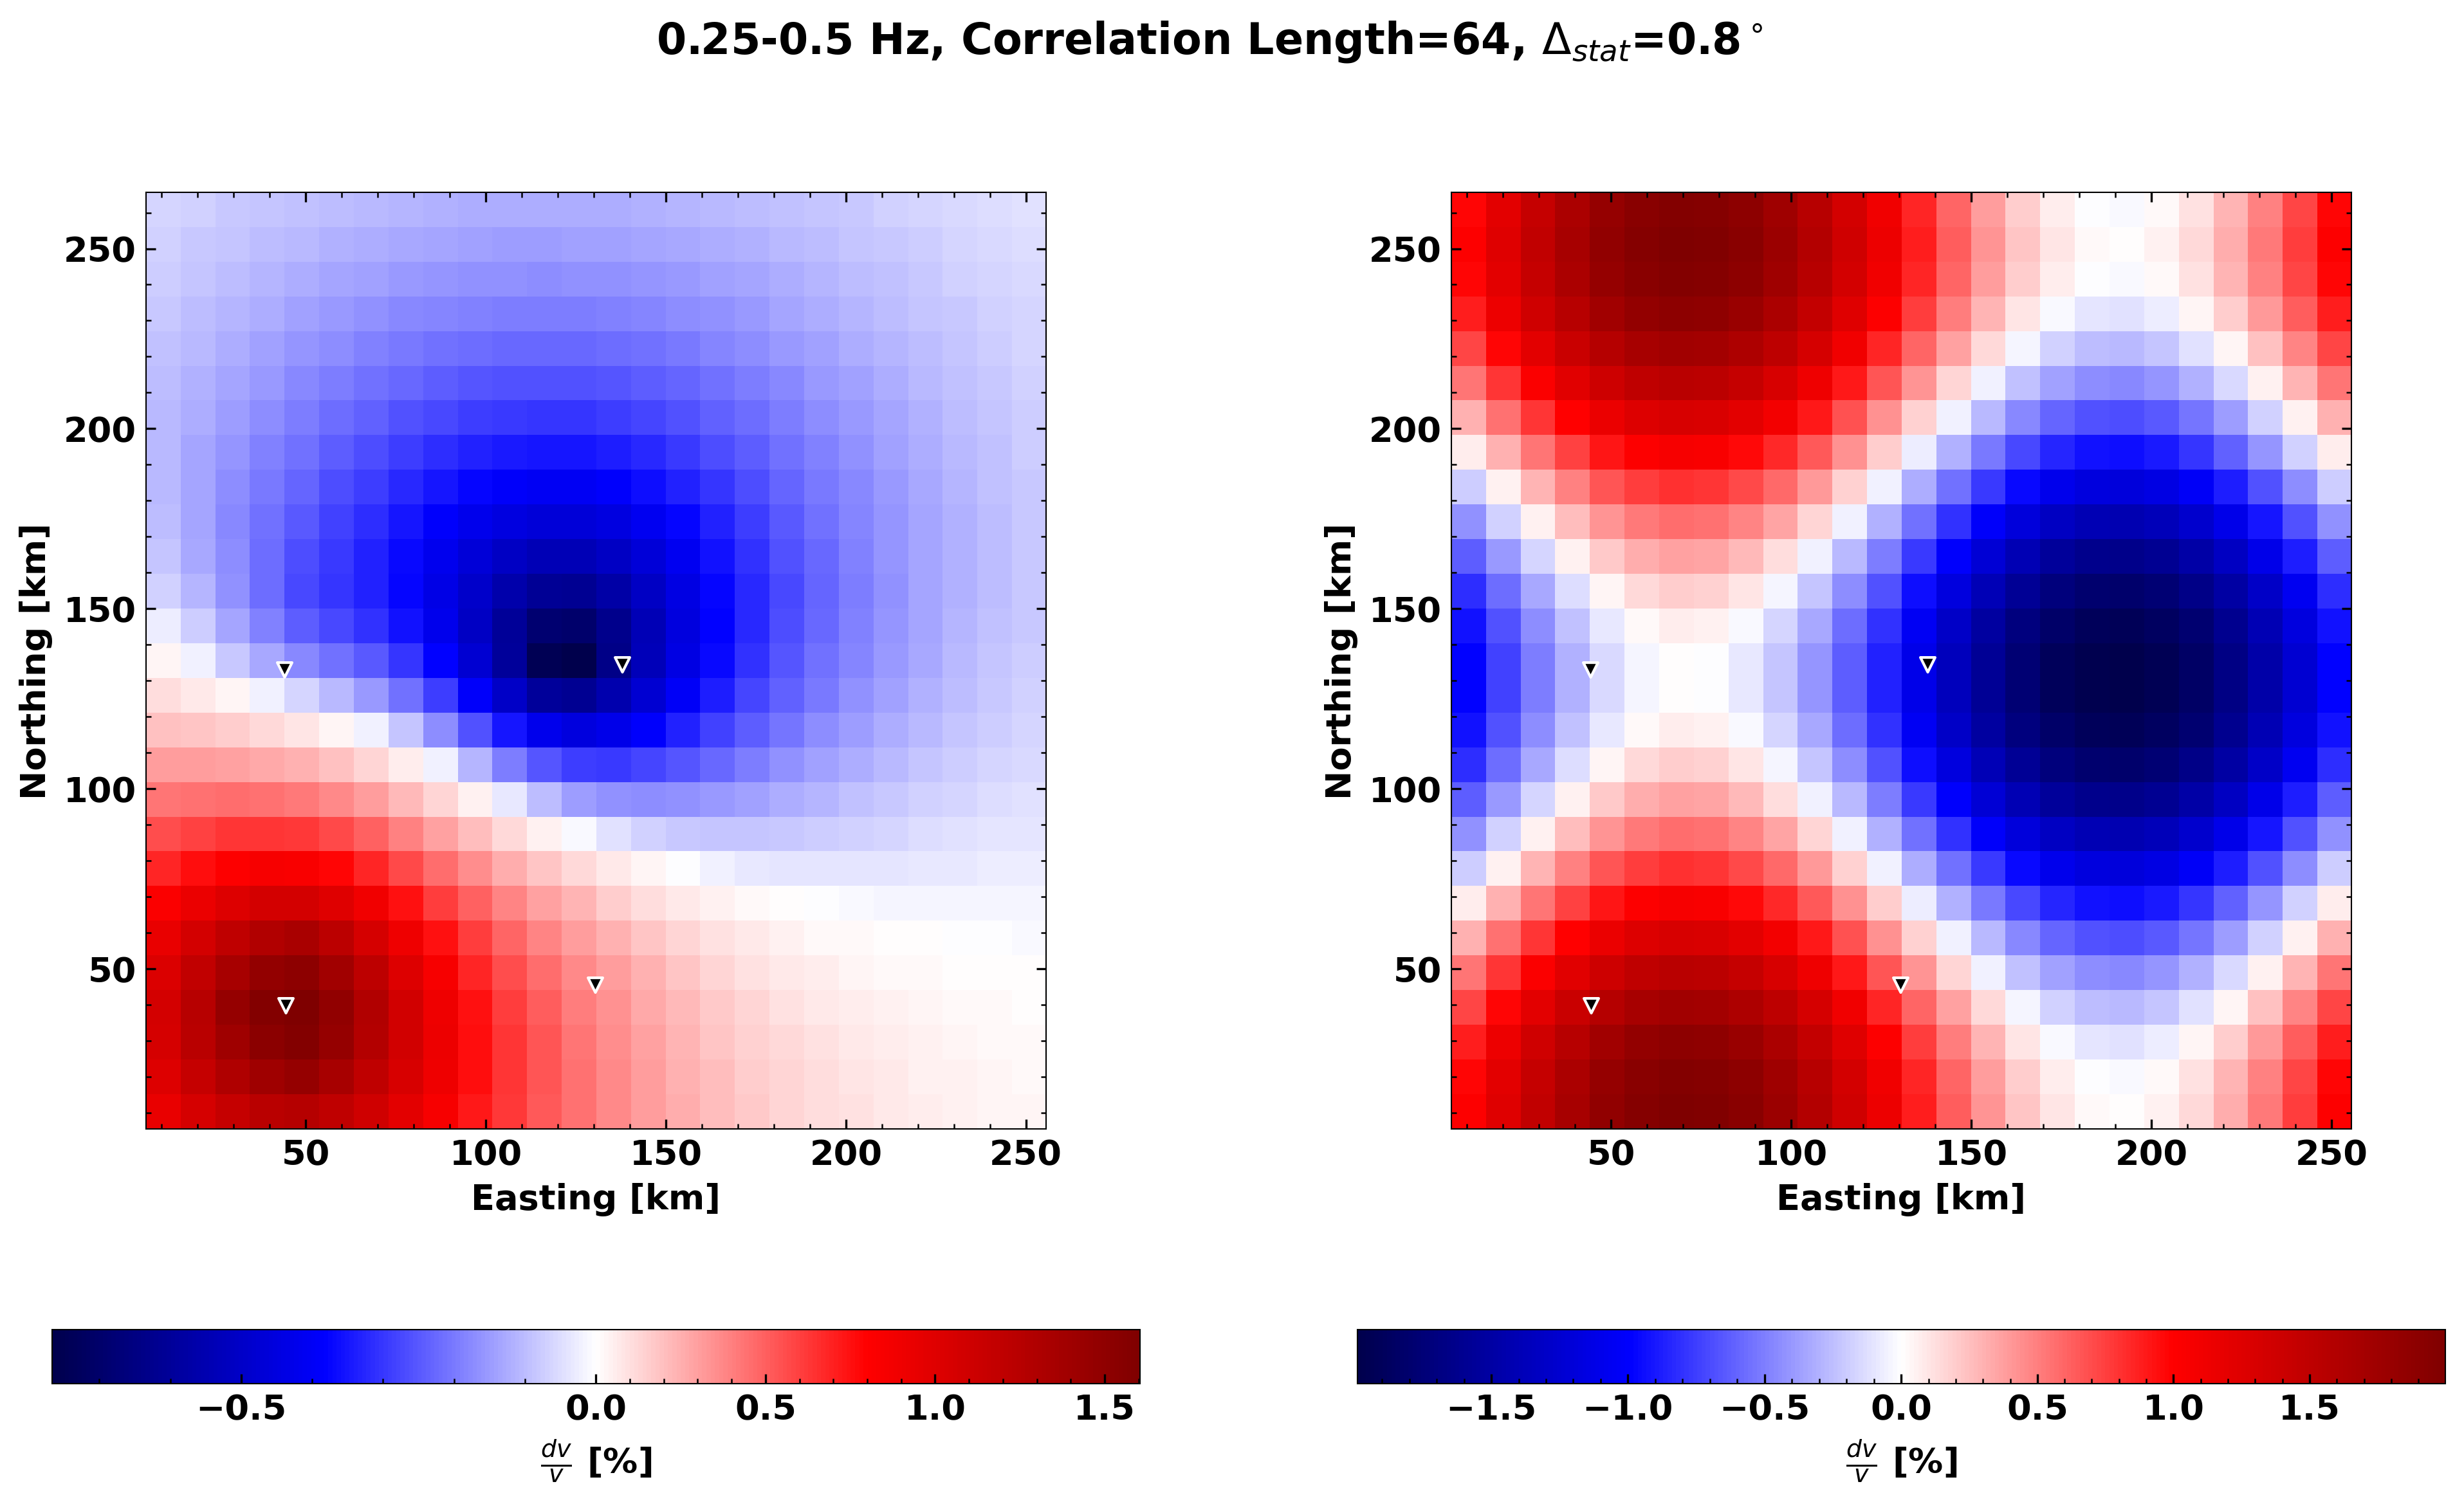 0.25-0.5 Hz, Correlation Length=64, Δstat=0.8°
250
200
150
100
50
Northing [km]
50 100 150 200 250
Easting [km]
250
200
150
100
50
Northing [km]
50 100 150 200 250
Easting [km]
−0.5 0.0 0.5 1.0 1.5
dv/v [%]
−1.5 −1.0 −0.5 0.0 0.5 1.0 1.5
dv/v [%]